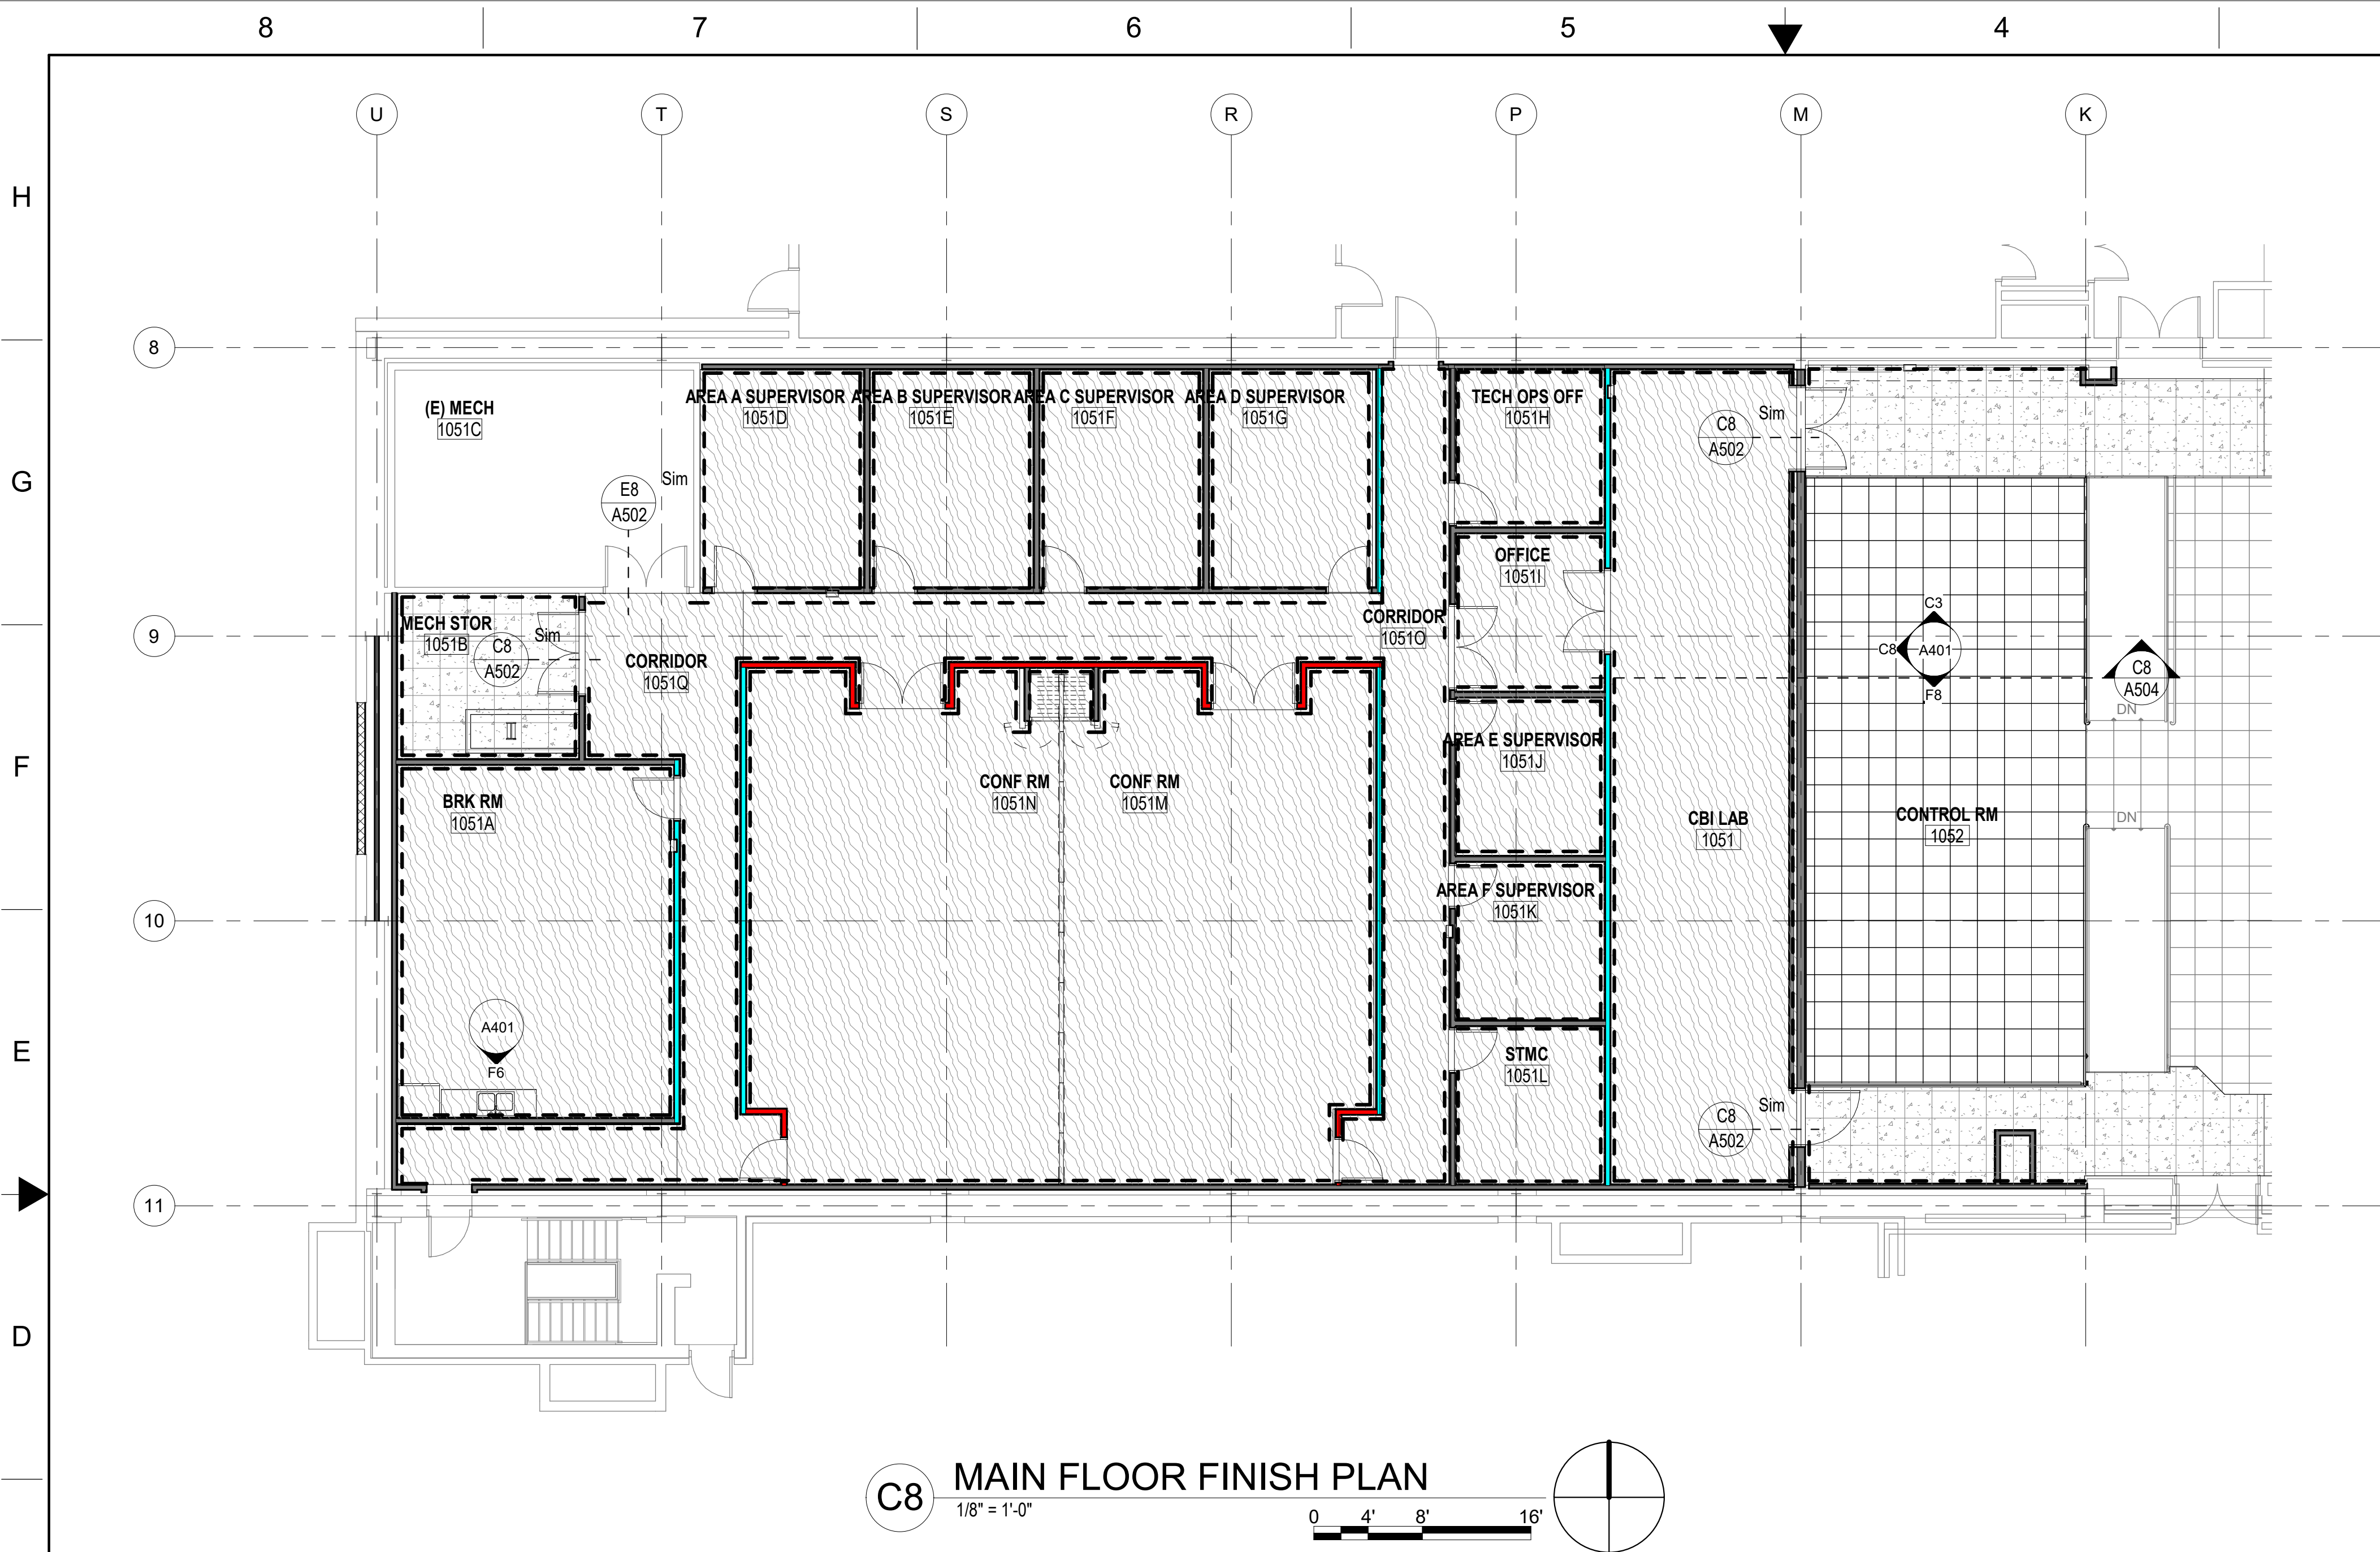 8 7 6 5 4
U T S R P M K
H
8
AREA A SUPERVISOR AREA B SUPERVISOR AREA C SUPERVISOR AREA D SUPERVISOR TECH OPS OFF
1051D 1051E 1051F 1051G 1051H
(E) MECH
1051C
Sim
C8
A502
G
Sim
E8
A502
OFFICE
1051I
C3
C8 A401
F8
9
MECH STOR
1051B
Sim
C8
A502
CORRIDOR
1051O
CORRIDOR
1051Q
C8
A504
DN
AREA E SUPERVISOR
1051J
F
CONF RM CONF RM
1051N 1051M
BRK RM
1051A
CBI LAB
1051
CONTROL RM
1052
DN
AREA F SUPERVISOR
1051K
10
A401
F6
E
STMC
1051L
Sim
C8
A502
11
D
C8
MAIN FLOOR FINISH PLAN
1/8" = 1'-0"
0 4' 8' 16'